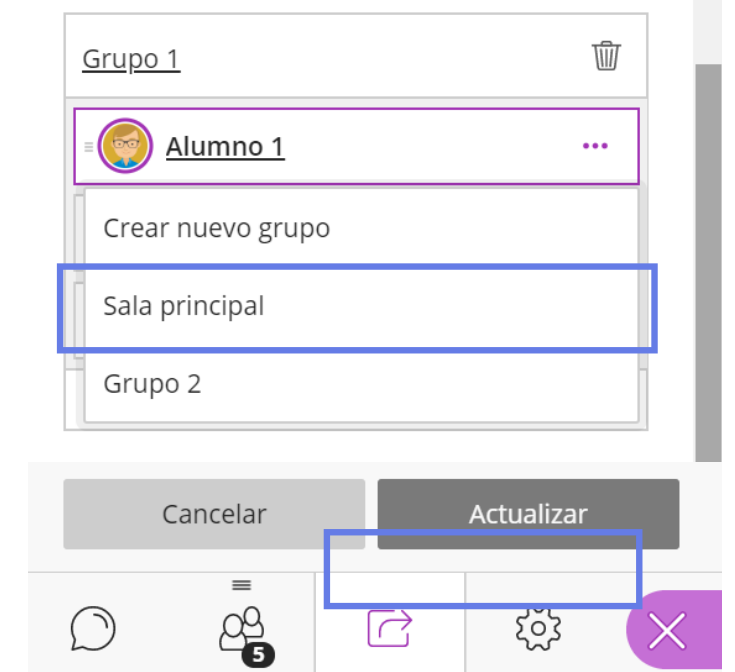 Grupo 1
Alumno 1
Crear nuevo grupo
Sala principal
Grupo 2
Cancelar
Actualizar
5